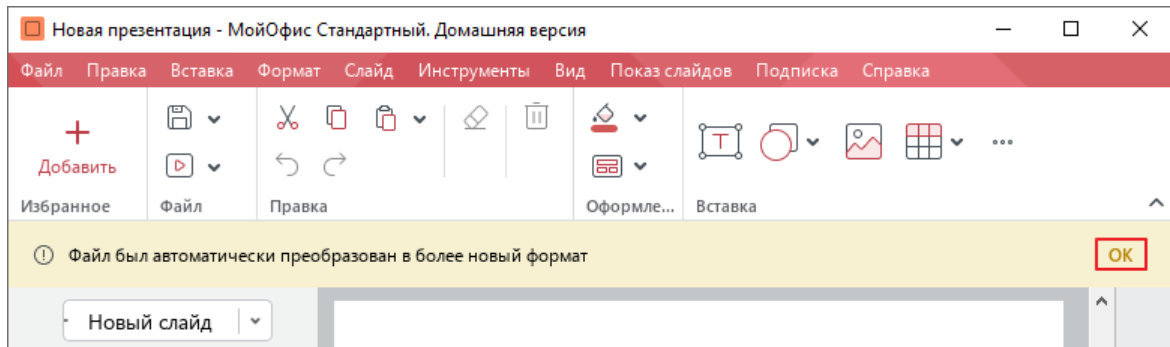 Новая презентация - МойОфис Стандартный. Домашняя версия
Файл Правка Вставка Формат Слайд Инструменты Вид Показ слайдов Подписка Справка
Добавить
Избранное Файл Правка Оформле... Вставка
Файл был автоматически преобразован в более новый формат OK
Новый слайд